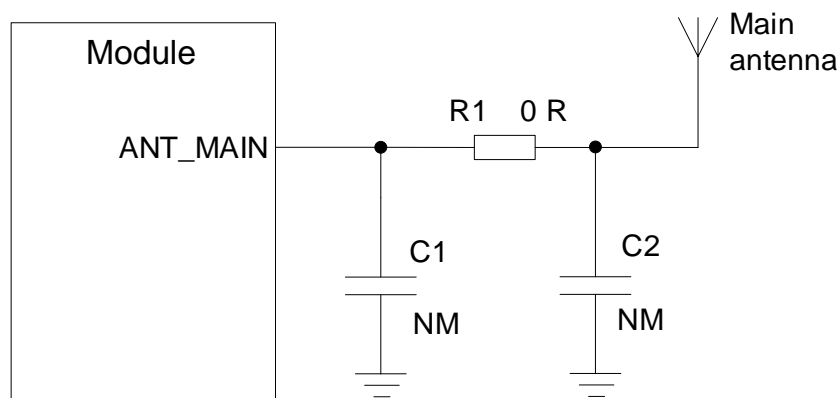 Main
antenna
Module
R1 0 R
ANT_MAIN
C1
C2
NM
NM